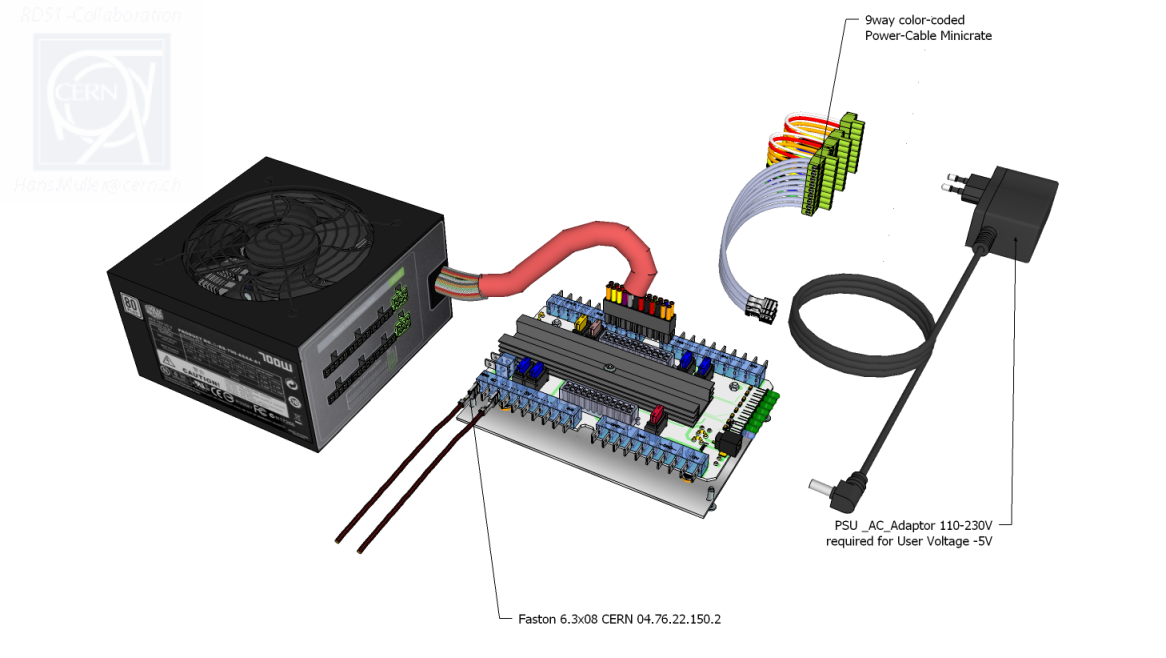 RD51-Collaboration
CERN
HansMuller@cern.ch
9way color-coded
Power-Cable Minicrate
80
700W
CAUTION!
PSU _AC_Adaptor 110-230V
required for User Voltage -5V
Faston 6.3x08 CERN 04.76.22.150.2